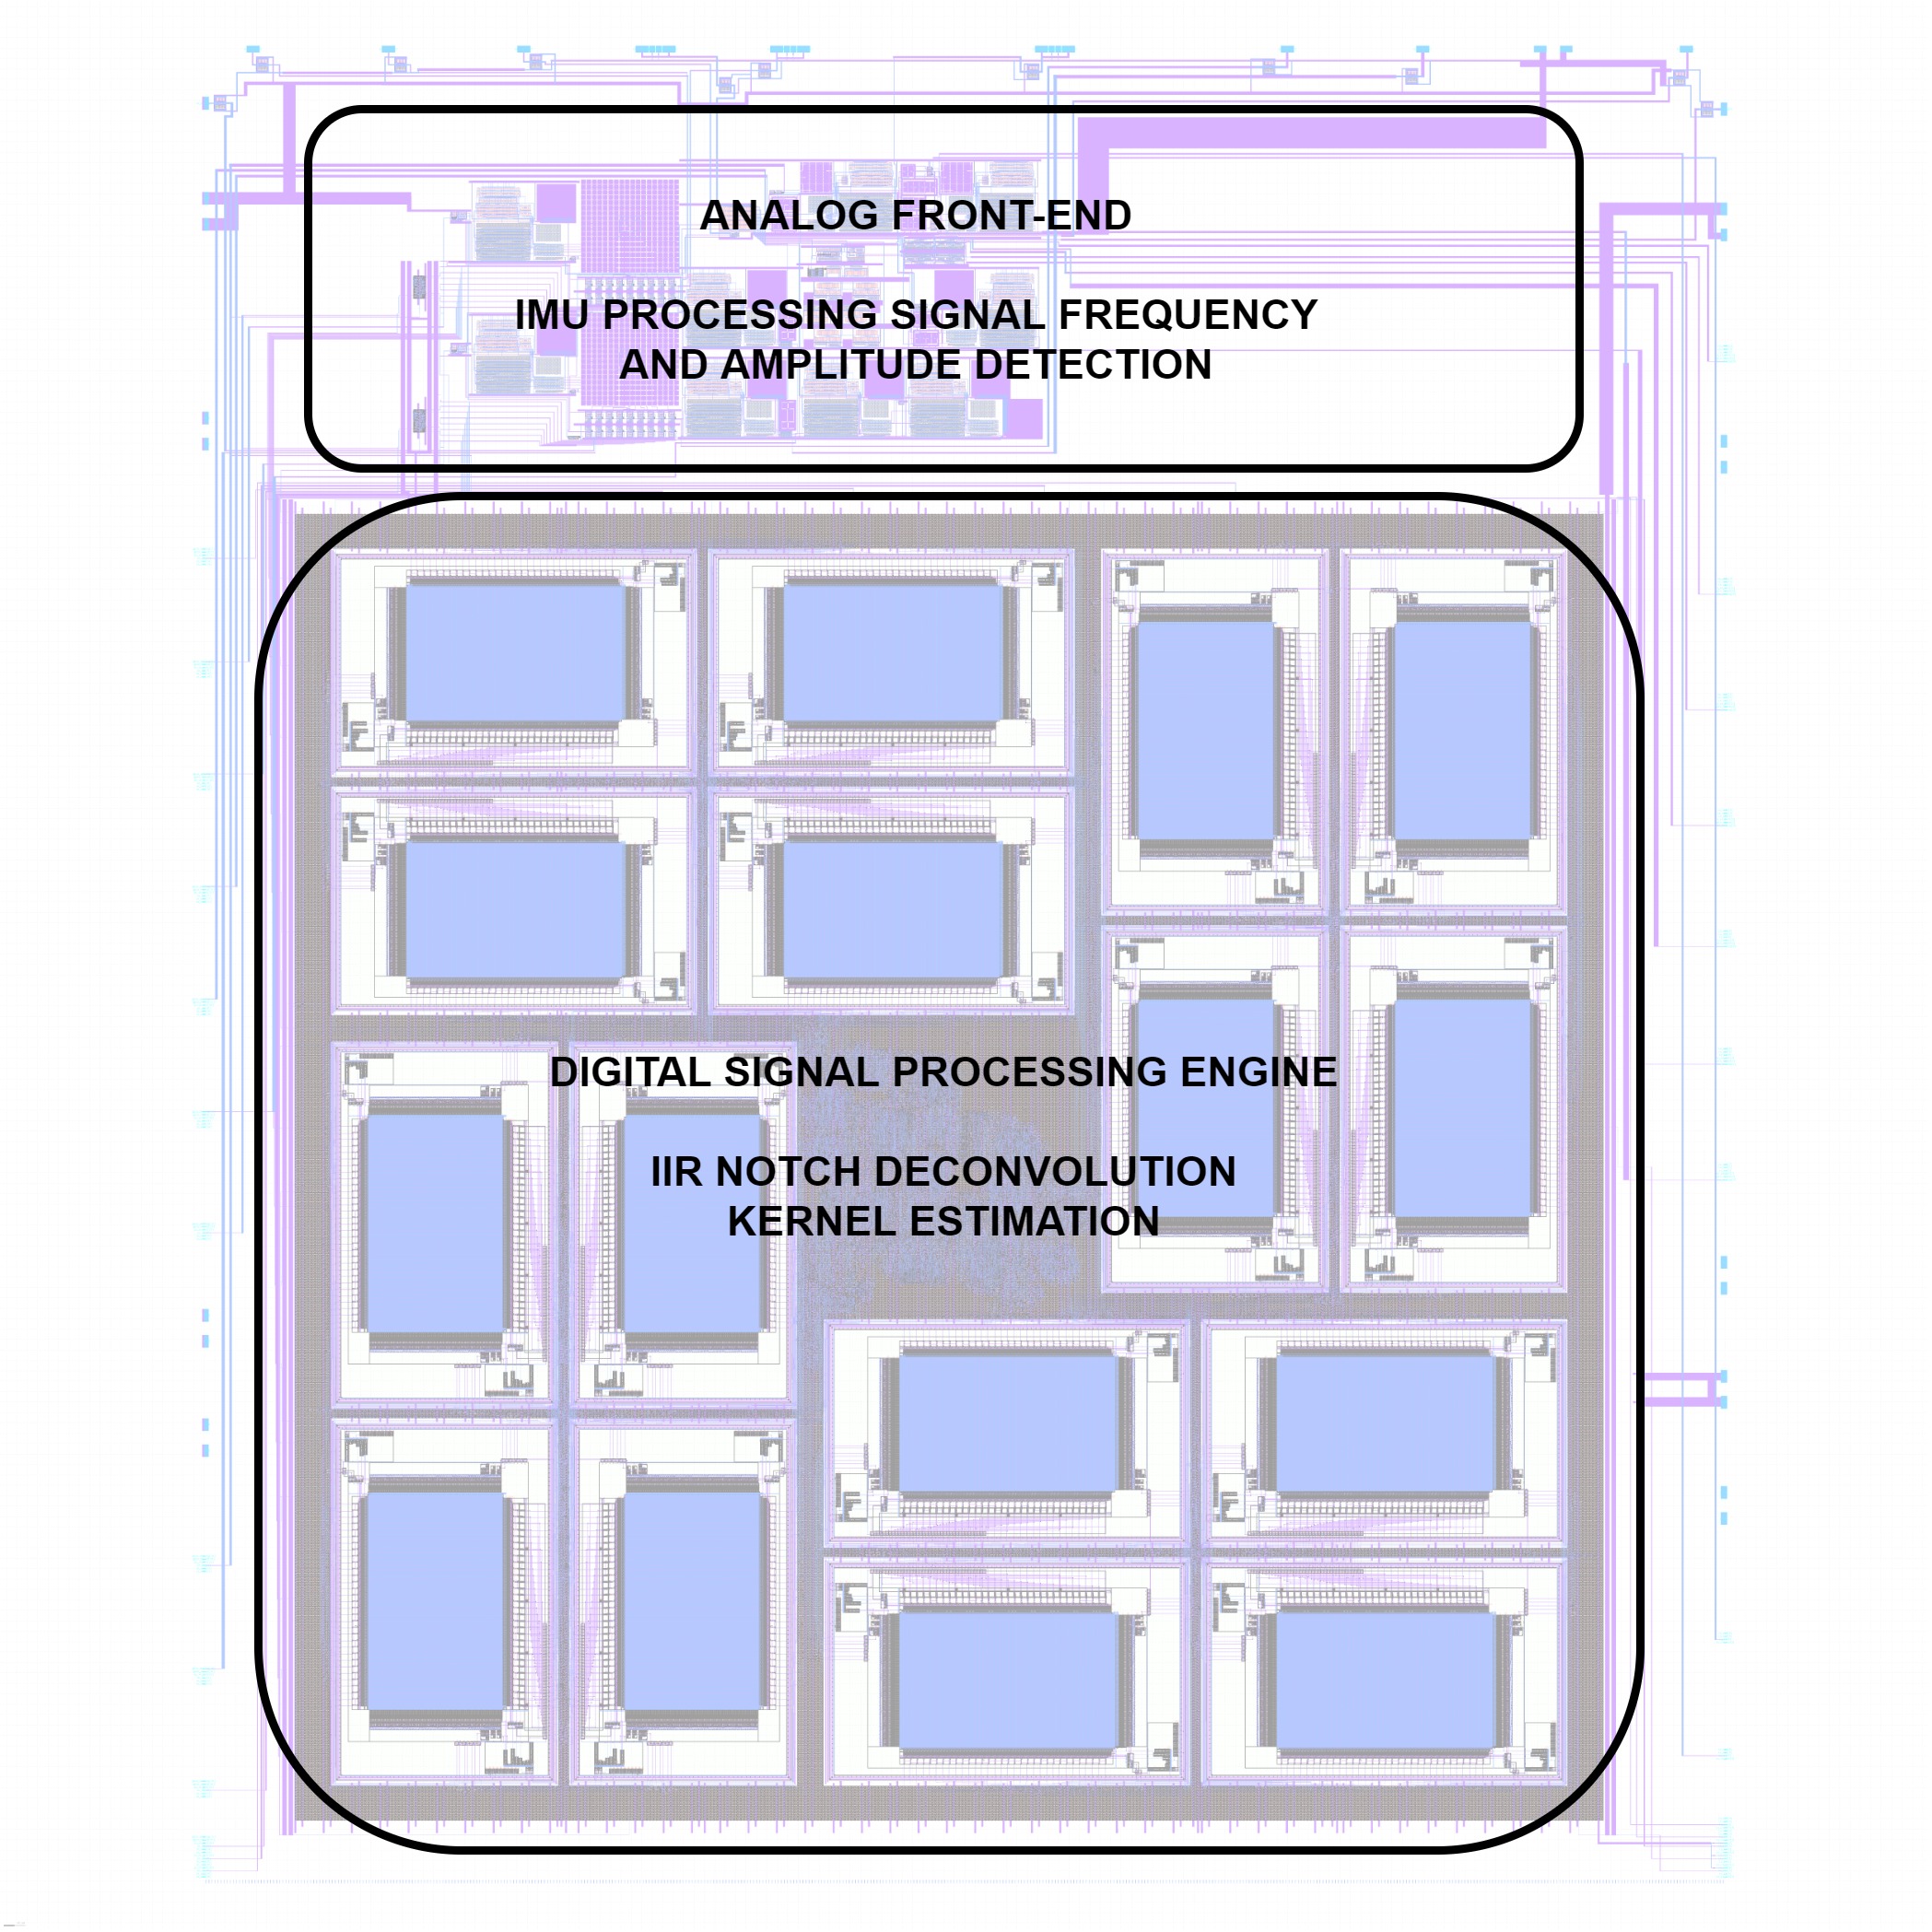 ANALOG FRONT-END
IMU PROCESSING SIGNAL FREQUENCY
AND AMPLITUDE DETECTION
DIGITAL SIGNAL PROCESSING ENGINE
IIR NOTCH DECONVOLUTION
KERNEL ESTIMATION